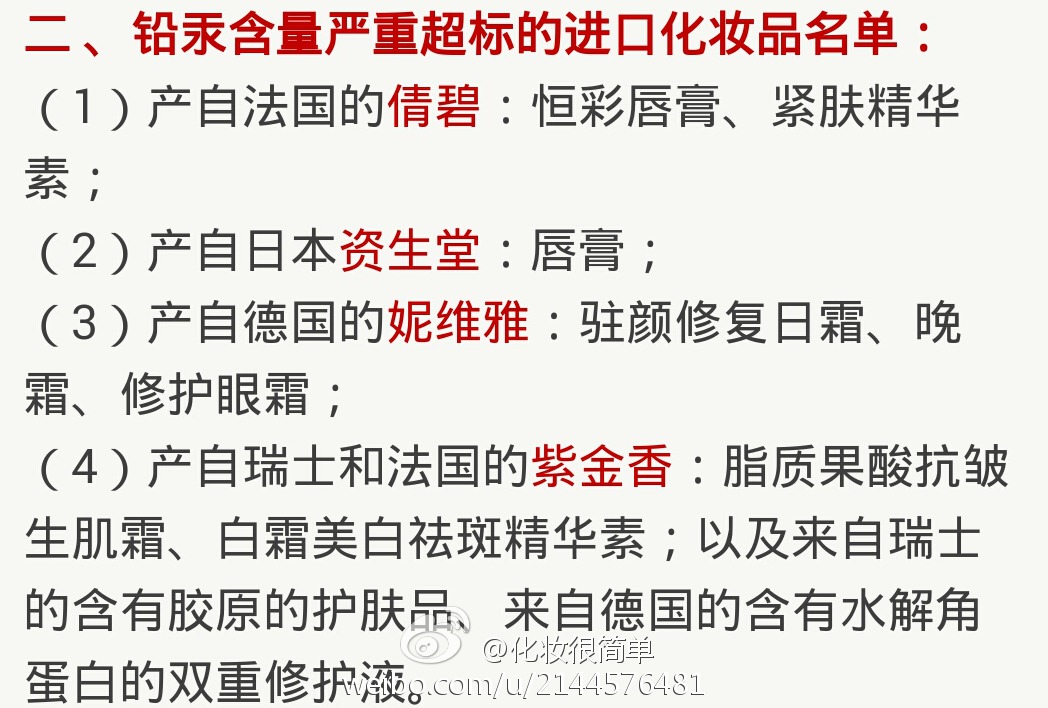 二、铅汞含量严重超标的进口化妆品名单：
（1）产自法国的倩碧：恒彩唇膏、紧肤精华
素；
（2）产自日本资生堂：唇膏；
（3）产自德国的妮维雅：驻颜修复日霜、晚
霜、修护眼霜；
（4）产自瑞士和法国的紫金香：脂质果酸抗皱
生肌霜、白霜美白祛斑精华素；以及来自瑞士
的含有胶原的护肤品、来自德国的含有水解角
蛋白的双重修护液。
@化妆很简单
weibo.com/u/2144576481